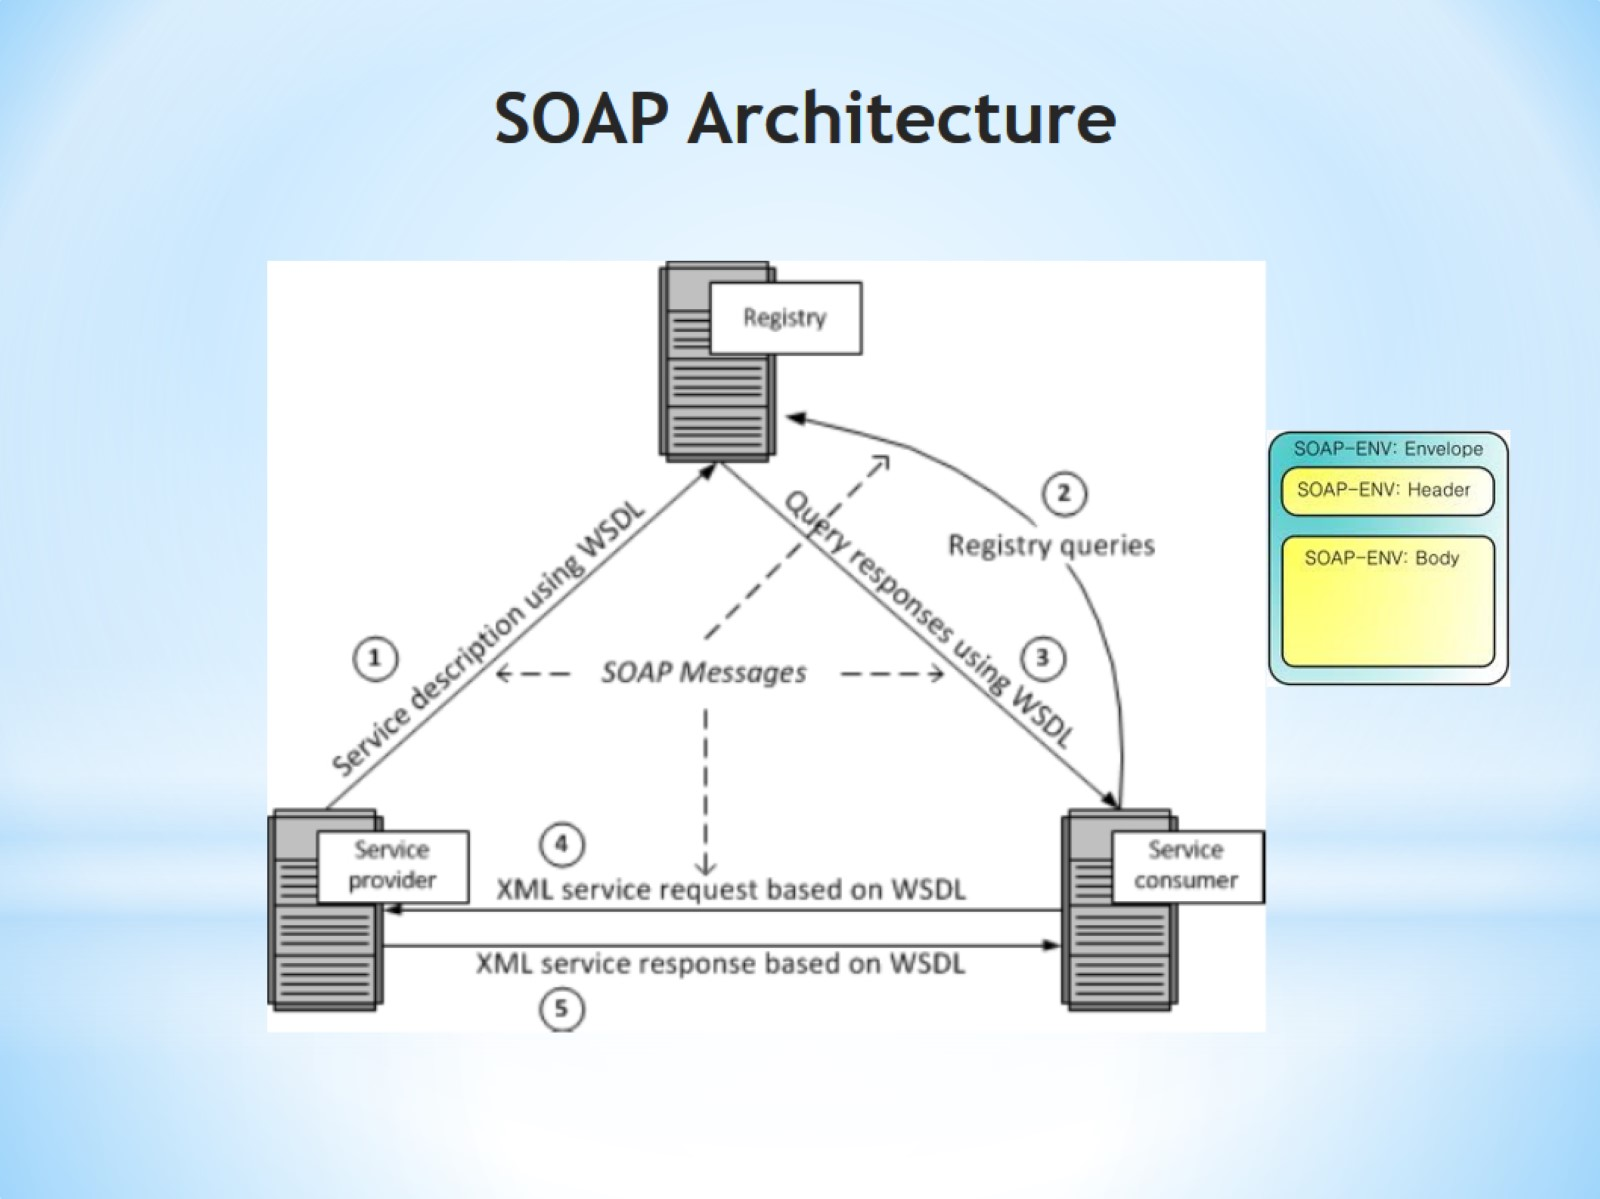 SOAP Architecture
Registry
2
Registry queries
Query responses using WSDL
3
Service description using WSDL
1
SOAP Messages
SOAP-ENV: Envelope
SOAP-ENV: Header
SOAP-ENV: Body
Service
provider
Service
consumer
4
XML service request based on WSDL
XML service response based on WSDL
5